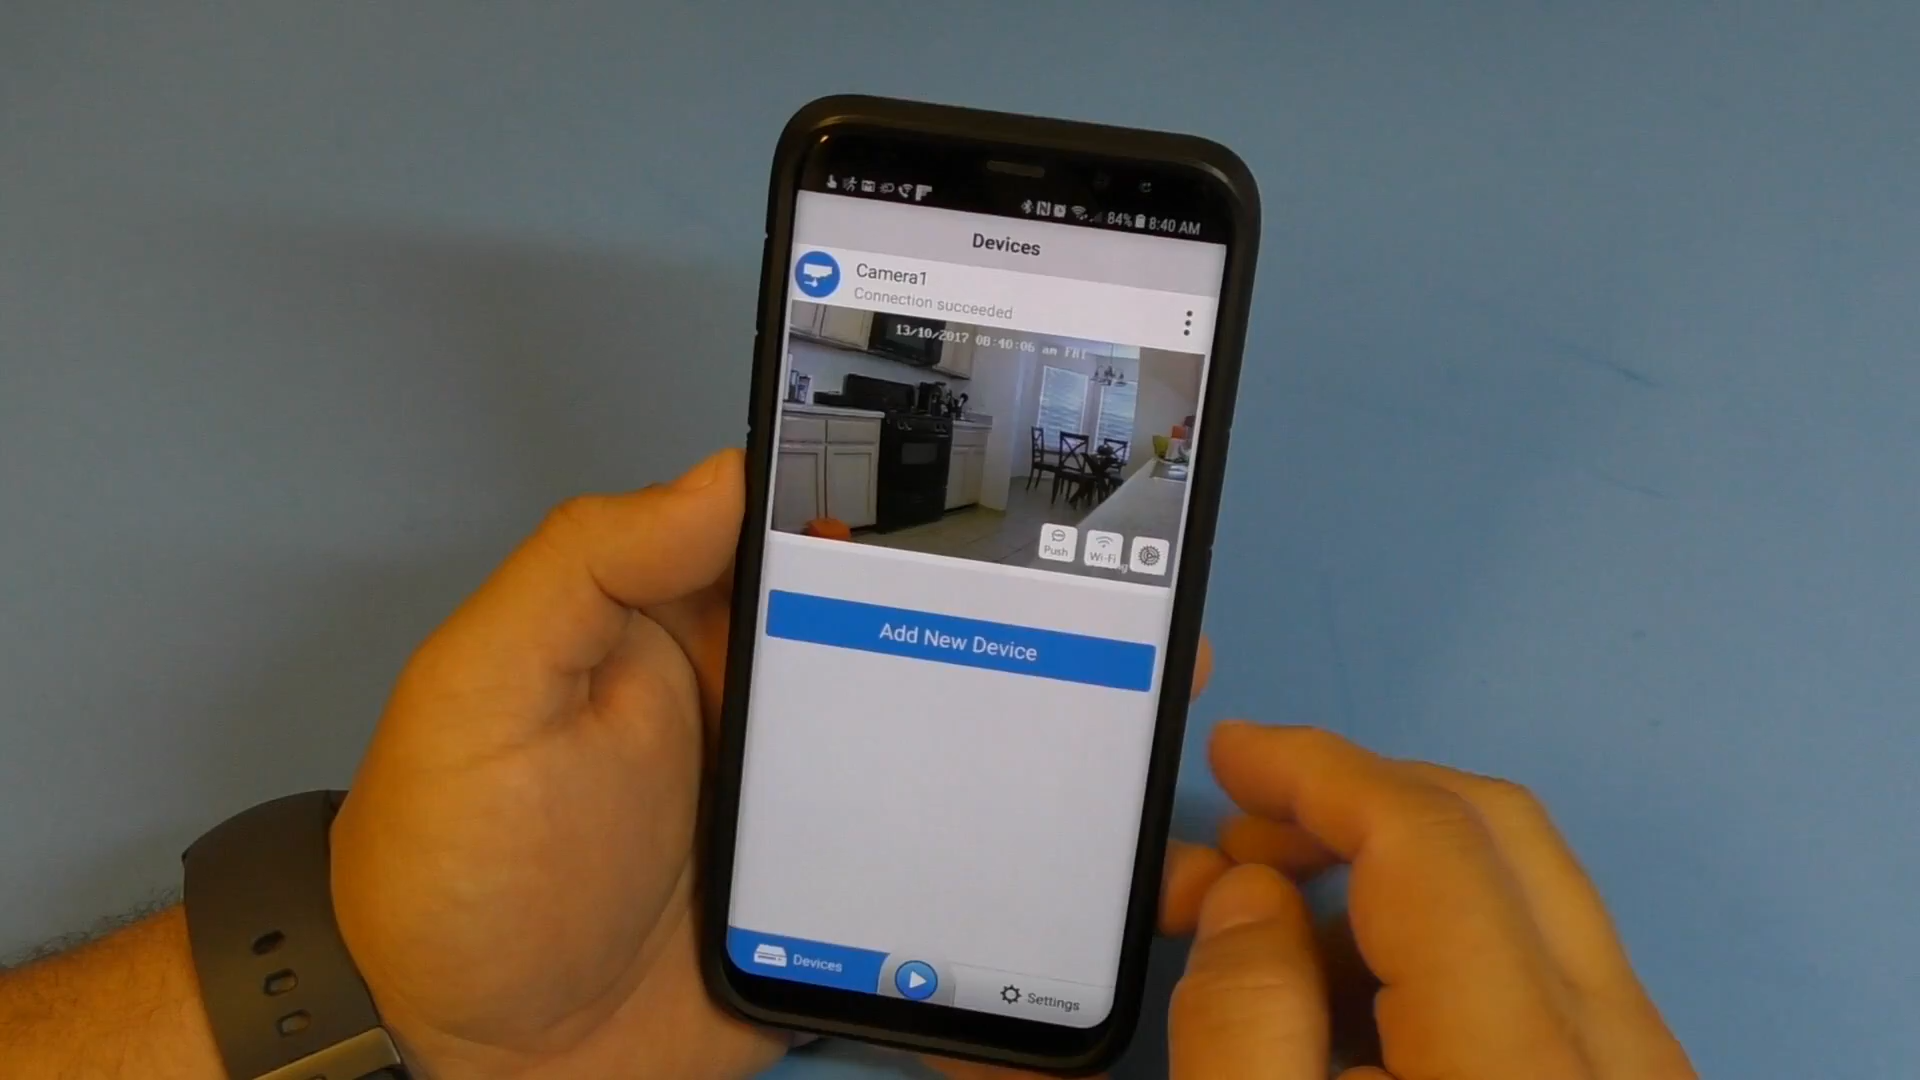 84% 8:40 AM
Devices
Camera1
Connection succeeded
13/10/2017 08:40:06 am FRI
Push
Wi-Fi
Add New Device
Devices
Settings